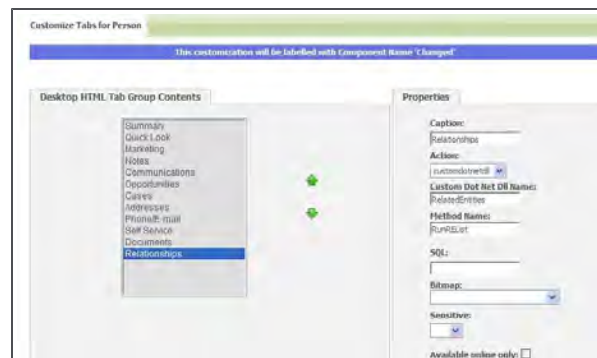 Customize Tabs for Person
This customization will be labelled with Component Name 'Changed'
Desktop HTML Tab Group Contents
Summary
Quick Look
Marketing
Notes
Communications
Opportunities
Cases
Addresses
Phone/E-mail
Self Service
Documents
Relationships
Properties
Caption:
Relationships
Action:
customdotnetdll
Custom Dot Net Dll Name:
RelatedEntities
Method Name:
RunREList
SQL:
Bitmap:
Sensitive:
Available online only: